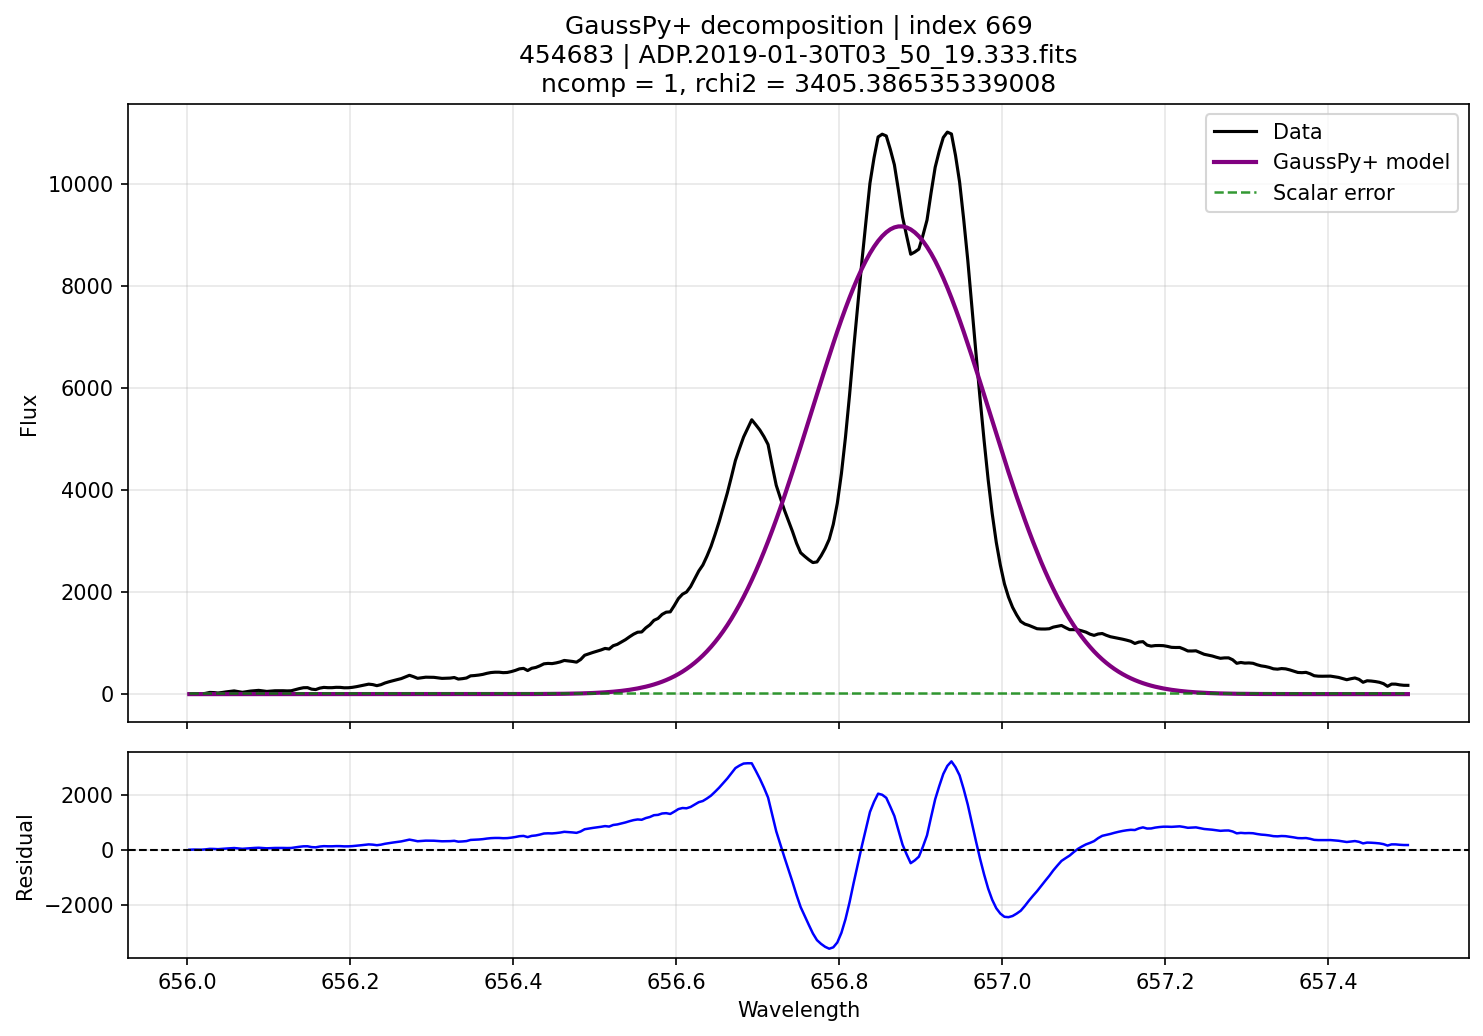 GaussPy+ decomposition | index 669
454683 | ADP.2019-01-30T03_50_19.333.fits
ncomp = 1, rchi2 = 3405.386535339008
Data
GaussPy+ model
Scalar error
10000
8000
6000
4000
2000
0
Flux
2000
0
−2000
Residual
656.0 656.2 656.4 656.6 656.8 657.0 657.2 657.4
Wavelength